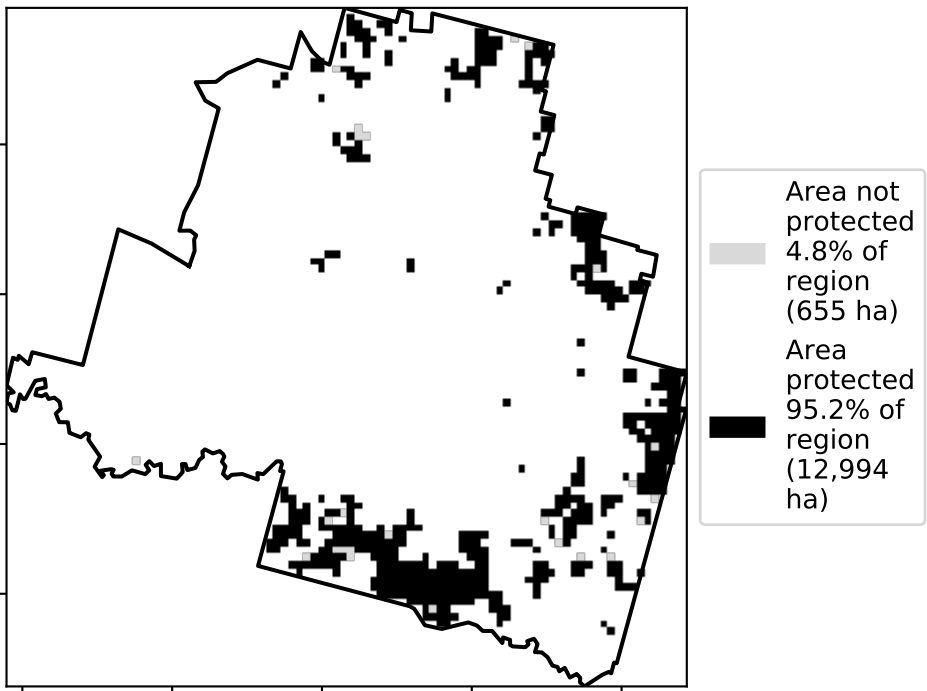 Area not
protected
4.8% of
region
(655 ha)
Area
protected
95.2% of
region
(12,994
ha)